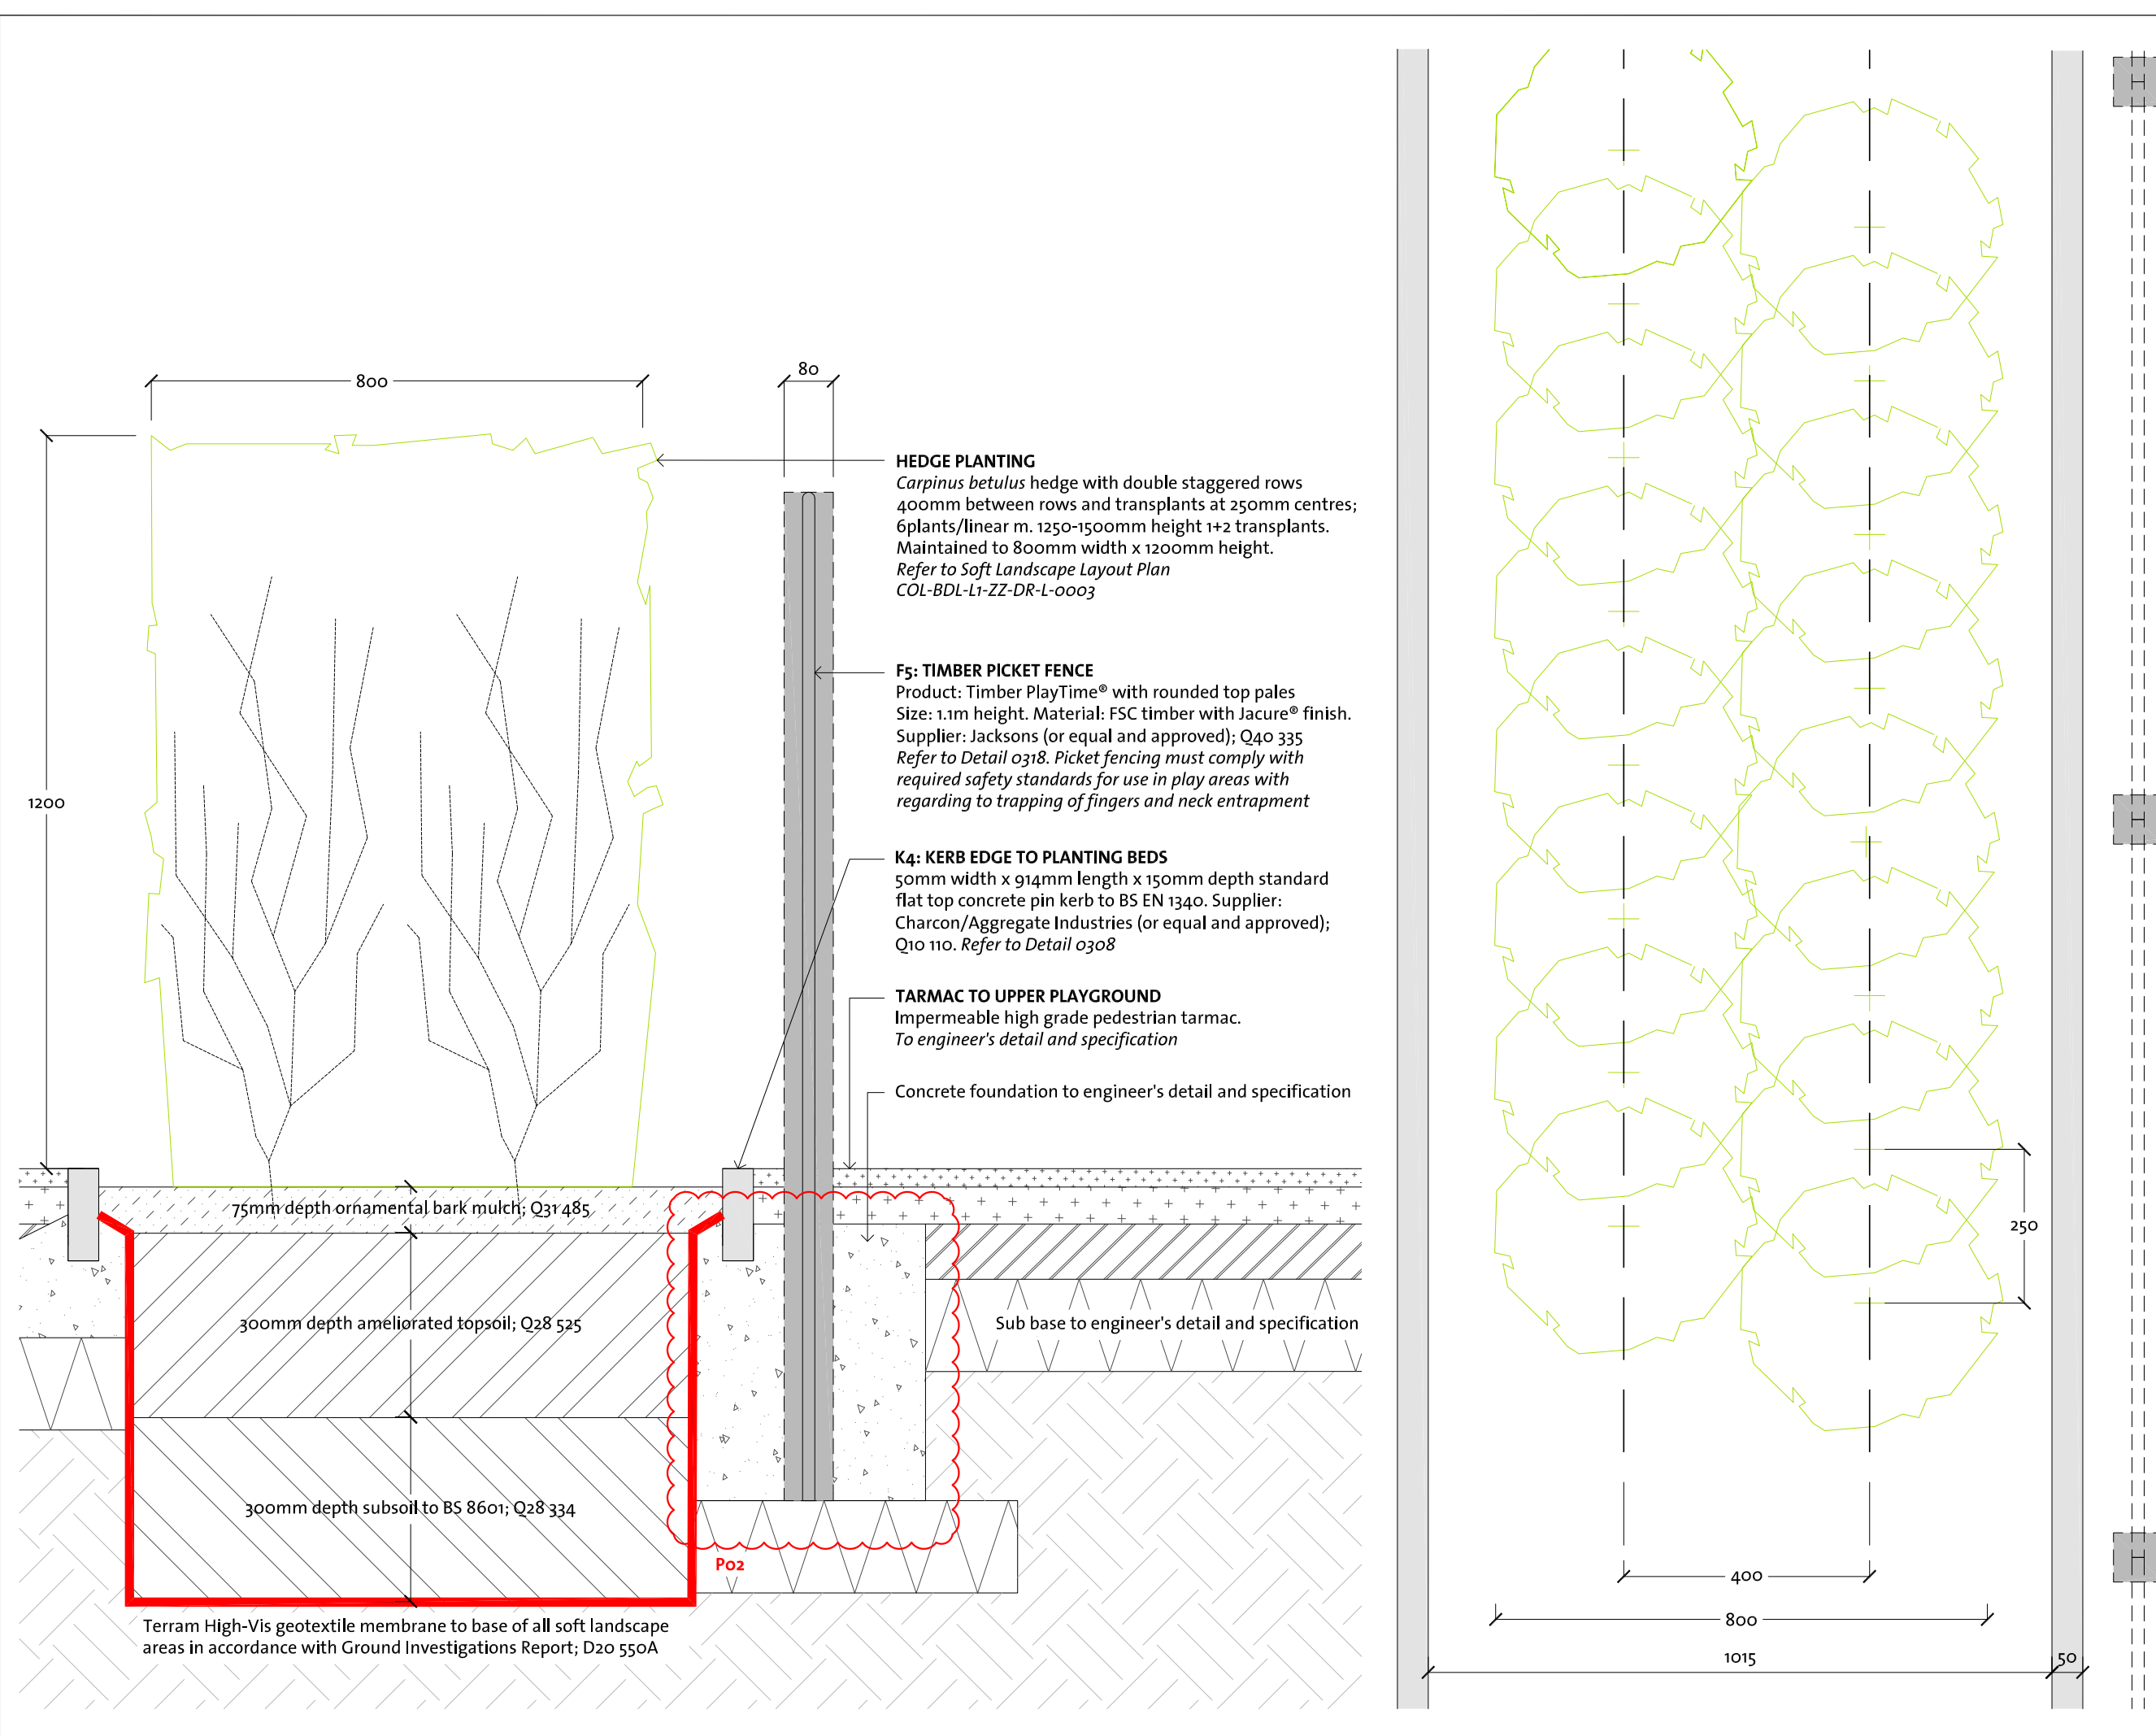 800
80
1200
HEDGE PLANTING
Carpinus betulus hedge with double staggered rows
400mm between rows and transplants at 250mm centres;
6plants/linear m. 1250-1500mm height 1+2 transplants.
Maintained to 800mm width x 1200mm height.
Refer to Soft Landscape Layout Plan
COL-BDL-L1-ZZ-DR-L-0003
F5: TIMBER PICKET FENCE
Product: Timber PlayTime® with rounded top pales
Size: 1.1m height. Material: FSC timber with Jacure® finish.
Supplier: Jacksons (or equal and approved); Q40 335
Refer to Detail 0318. Picket fencing must comply with
required safety standards for use in play areas with
regarding to trapping of fingers and neck entrapment
K4: KERB EDGE TO PLANTING BEDS
50mm width x 914mm length x 150mm depth standard
flat top concrete pin kerb to BS EN 1340. Supplier:
Charcon/Aggregate Industries (or equal and approved);
Q10 110. Refer to Detail 0308
TARMAC TO UPPER PLAYGROUND
Impermeable high grade pedestrian tarmac.
To engineer's detail and specification
Concrete foundation to engineer's detail and specification
75mm depth ornamental bark mulch; Q31 485
300mm depth ameliorated topsoil; Q28 525
Sub base to engineer's detail and specification
300mm depth subsoil to BS 8601; Q28 334
P02
Terram High-Vis geotextile membrane to base of all soft landscape
areas in accordance with Ground Investigations Report; D20 550A
250
400
800
1015
50